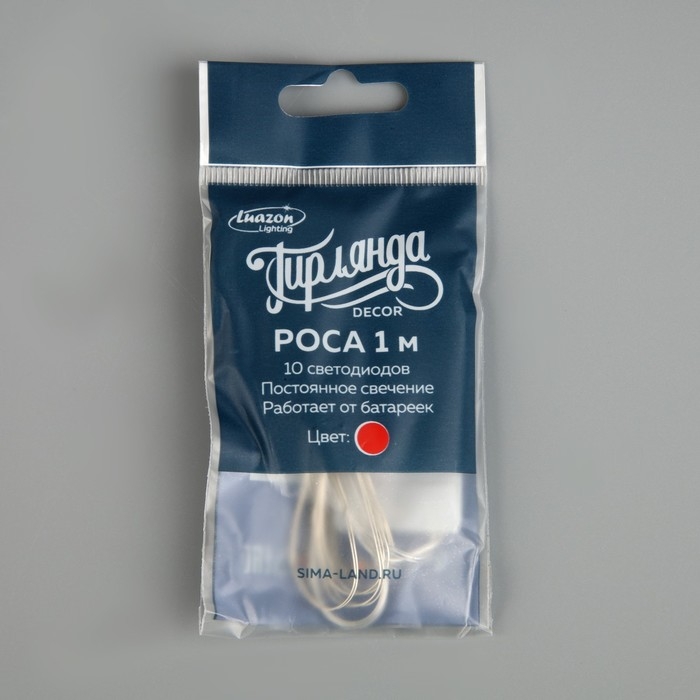 Luazon
Lighting
Гирлянда
DECOR
РОСА 1 м
10 светодиодов
Постоянное свечение
Работает от батареек
Цвет:
SIMA-LAND.RU